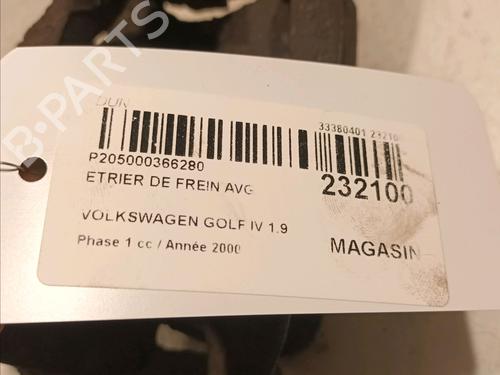 DUN
33380401 232100
P205000366280
ETRIER DE FREIN AVG
232100
VOLKSWAGEN GOLF IV 1.9
Phase 1 cc / Année 2000
MAGASIN
B-PARTS